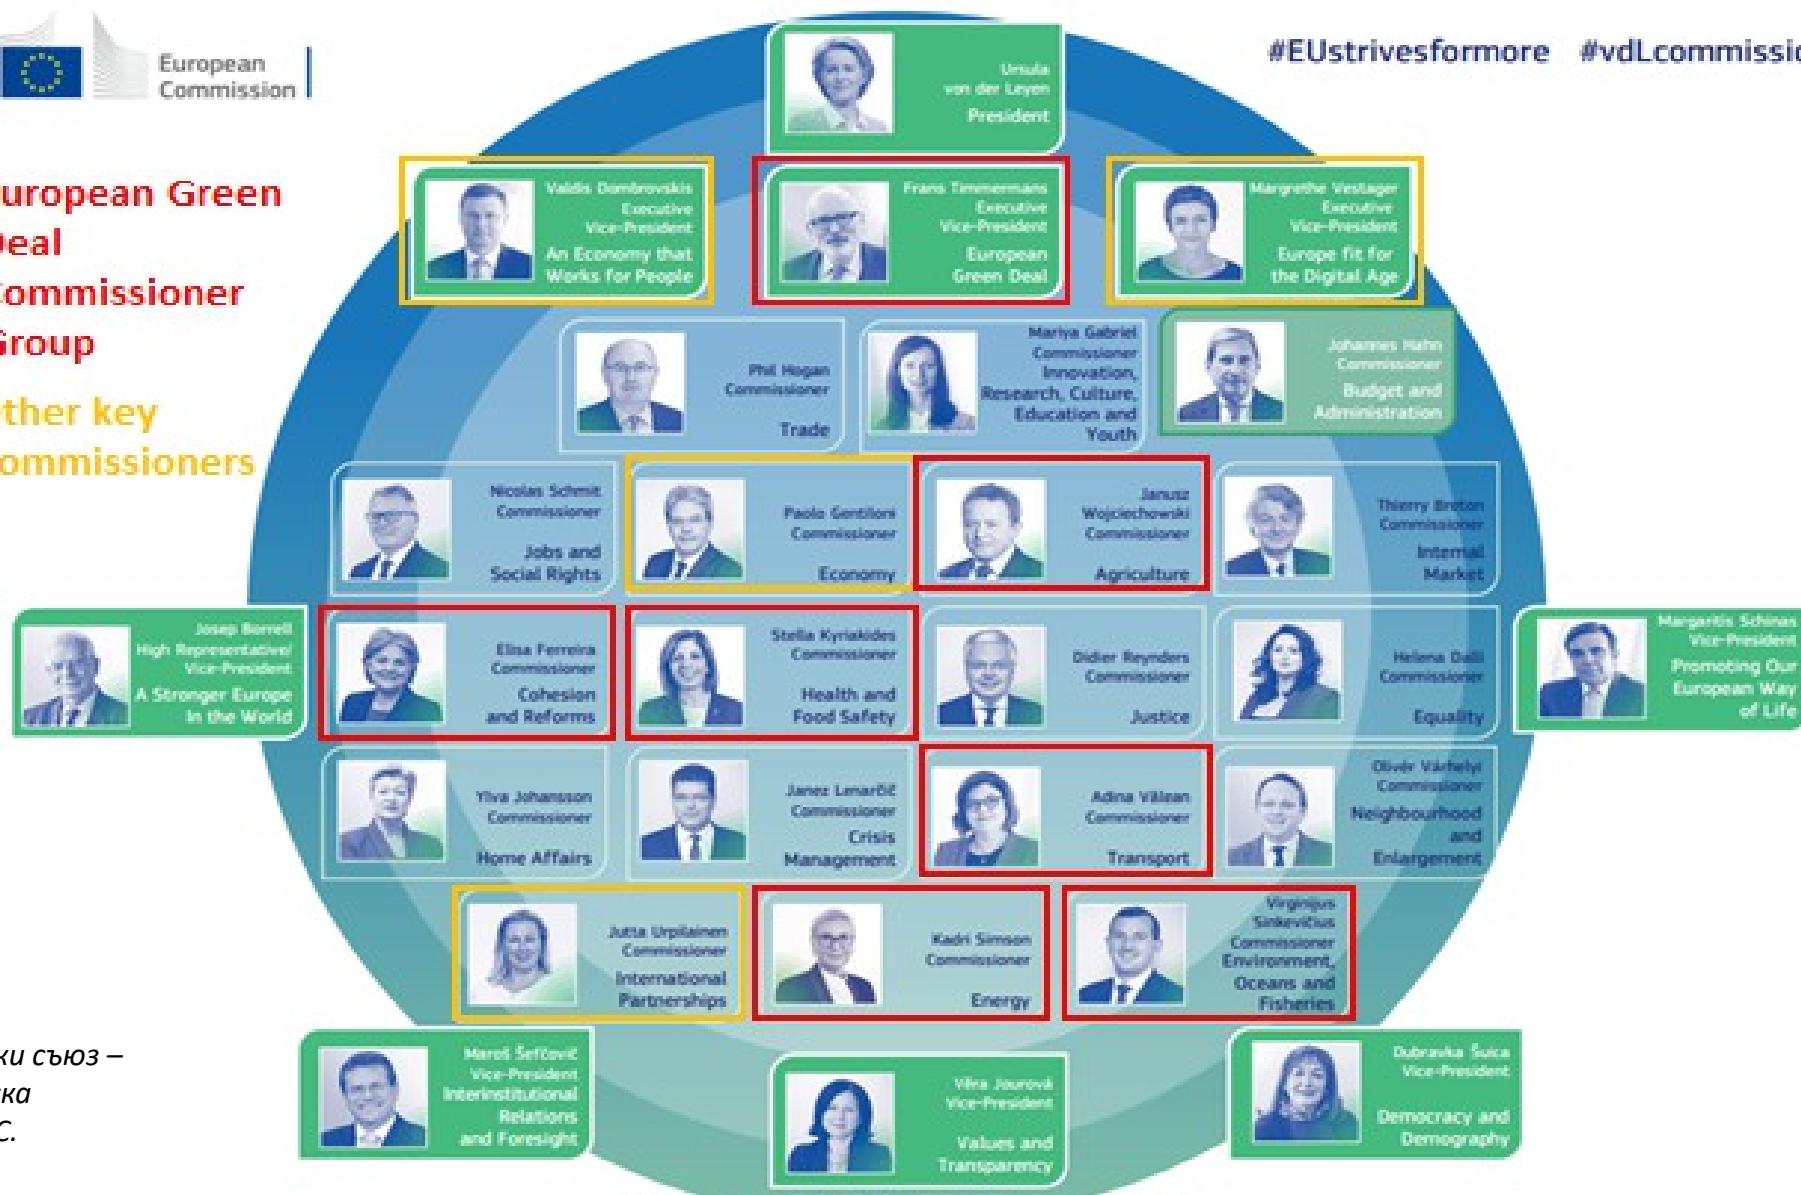 European
Commission
#EUstrivesformore #vdLcommissio
uropean Green
Deal
Commissioner
Group
ther key
ommissioners
Ursula
von der Leyen
President
Valdis Dombrovskis
Executive
Vice-President
An Economy that
Works for People
Frans Timmermans
Executive
Vice-President
European
Green Deal
Margrethe Vestager
Executive
Vice-President
Europe fit for
the Digital Age
Phil Hogan
Commissioner
Trade
Mariya Gabriel
Commissioner
Innovation,
Research, Culture,
Education and
Youth
Johannes Hahn
Commissioner
Budget and
Administration
Nicolas Schmit
Commissioner
Jobs and
Social Rights
Paolo Gentiloni
Commissioner
Economy
Janusz
Wojciechowski
Commissioner
Agriculture
Thierry Breton
Commissioner
Internal
Market
Josep Borrell
High Representative/
Vice-President
A Stronger Europe
In the World
Elisa Ferreira
Commissioner
Cohesion
and Reforms
Stella Kyriakides
Commissioner
Health and
Food Safety
Didier Reynders
Commissioner
Justice
Helena Dalli
Commissioner
Equality
Margaritis Schinas
Vice-President
Promoting Our
European Way
of Life
Ylva Johansson
Commissioner
Home Affairs
Janez Lenarčič
Commissioner
Crisis
Management
Adina Vălean
Commissioner
Transport
Olivér Várhelyi
Commissioner
Neighbourhood
and
Enlargement
Jutta Urpilainen
Commissioner
International
Partnerships
Kadri Simson
Commissioner
Energy
Virginijus
Sinkevičius
Commissioner
Environment,
Oceans and
Fisheries
ки съюз –
ка
С.
Maroš Šefčovič
Vice-President
Interinstitutional
Relations
and Foresight
Věra Jourová
Vice-President
Values and
Transparency
Dubravka Šuica
Vice-President
Democracy and
Demography